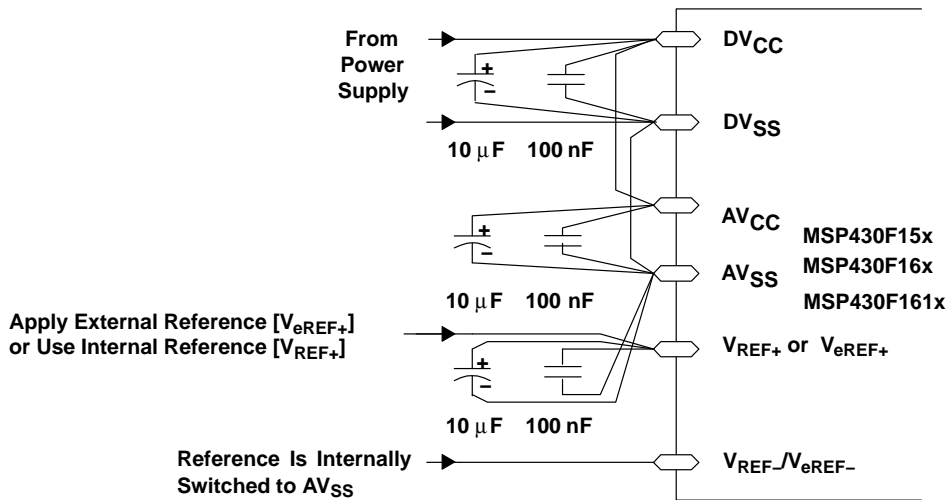 From
Power
Supply
+
−
10 μF 100 nF
DVCC
DVSS
+
−
10 μF 100 nF
AVCC
AVSS
MSP430F15x
MSP430F16x
MSP430F161x
Apply External Reference [VeREF+]
or Use Internal Reference [VREF+]
+
−
10 μF 100 nF
VREF+ or VeREF+
Reference Is Internally
Switched to AVSS
VREF−/VeREF−